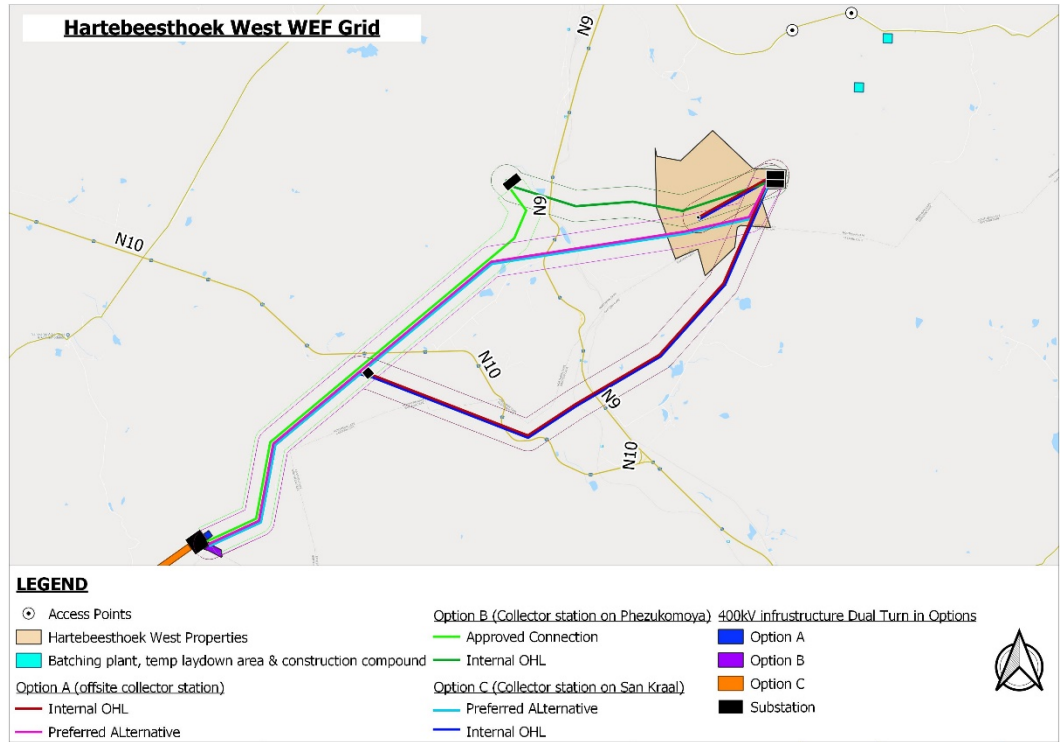 Hartebeesthoek West WEF Grid
N9
N9
N10
N10
N9
N10
LEGEND
Access Points
Hartebeesthoek West Properties
Batching plant, temp laydown area & construction compound
Option A (offsite collector station)
Internal OHL
Preferred ALternative
Option B (Collector station on Phezukomoya)
Approved Connection
Internal OHL
Option C (Collector station on San Kraal)
Preferred ALternative
Internal OHL
400kV infrustructure Dual Turn in Options
Option A
Option B
Option C
Substation